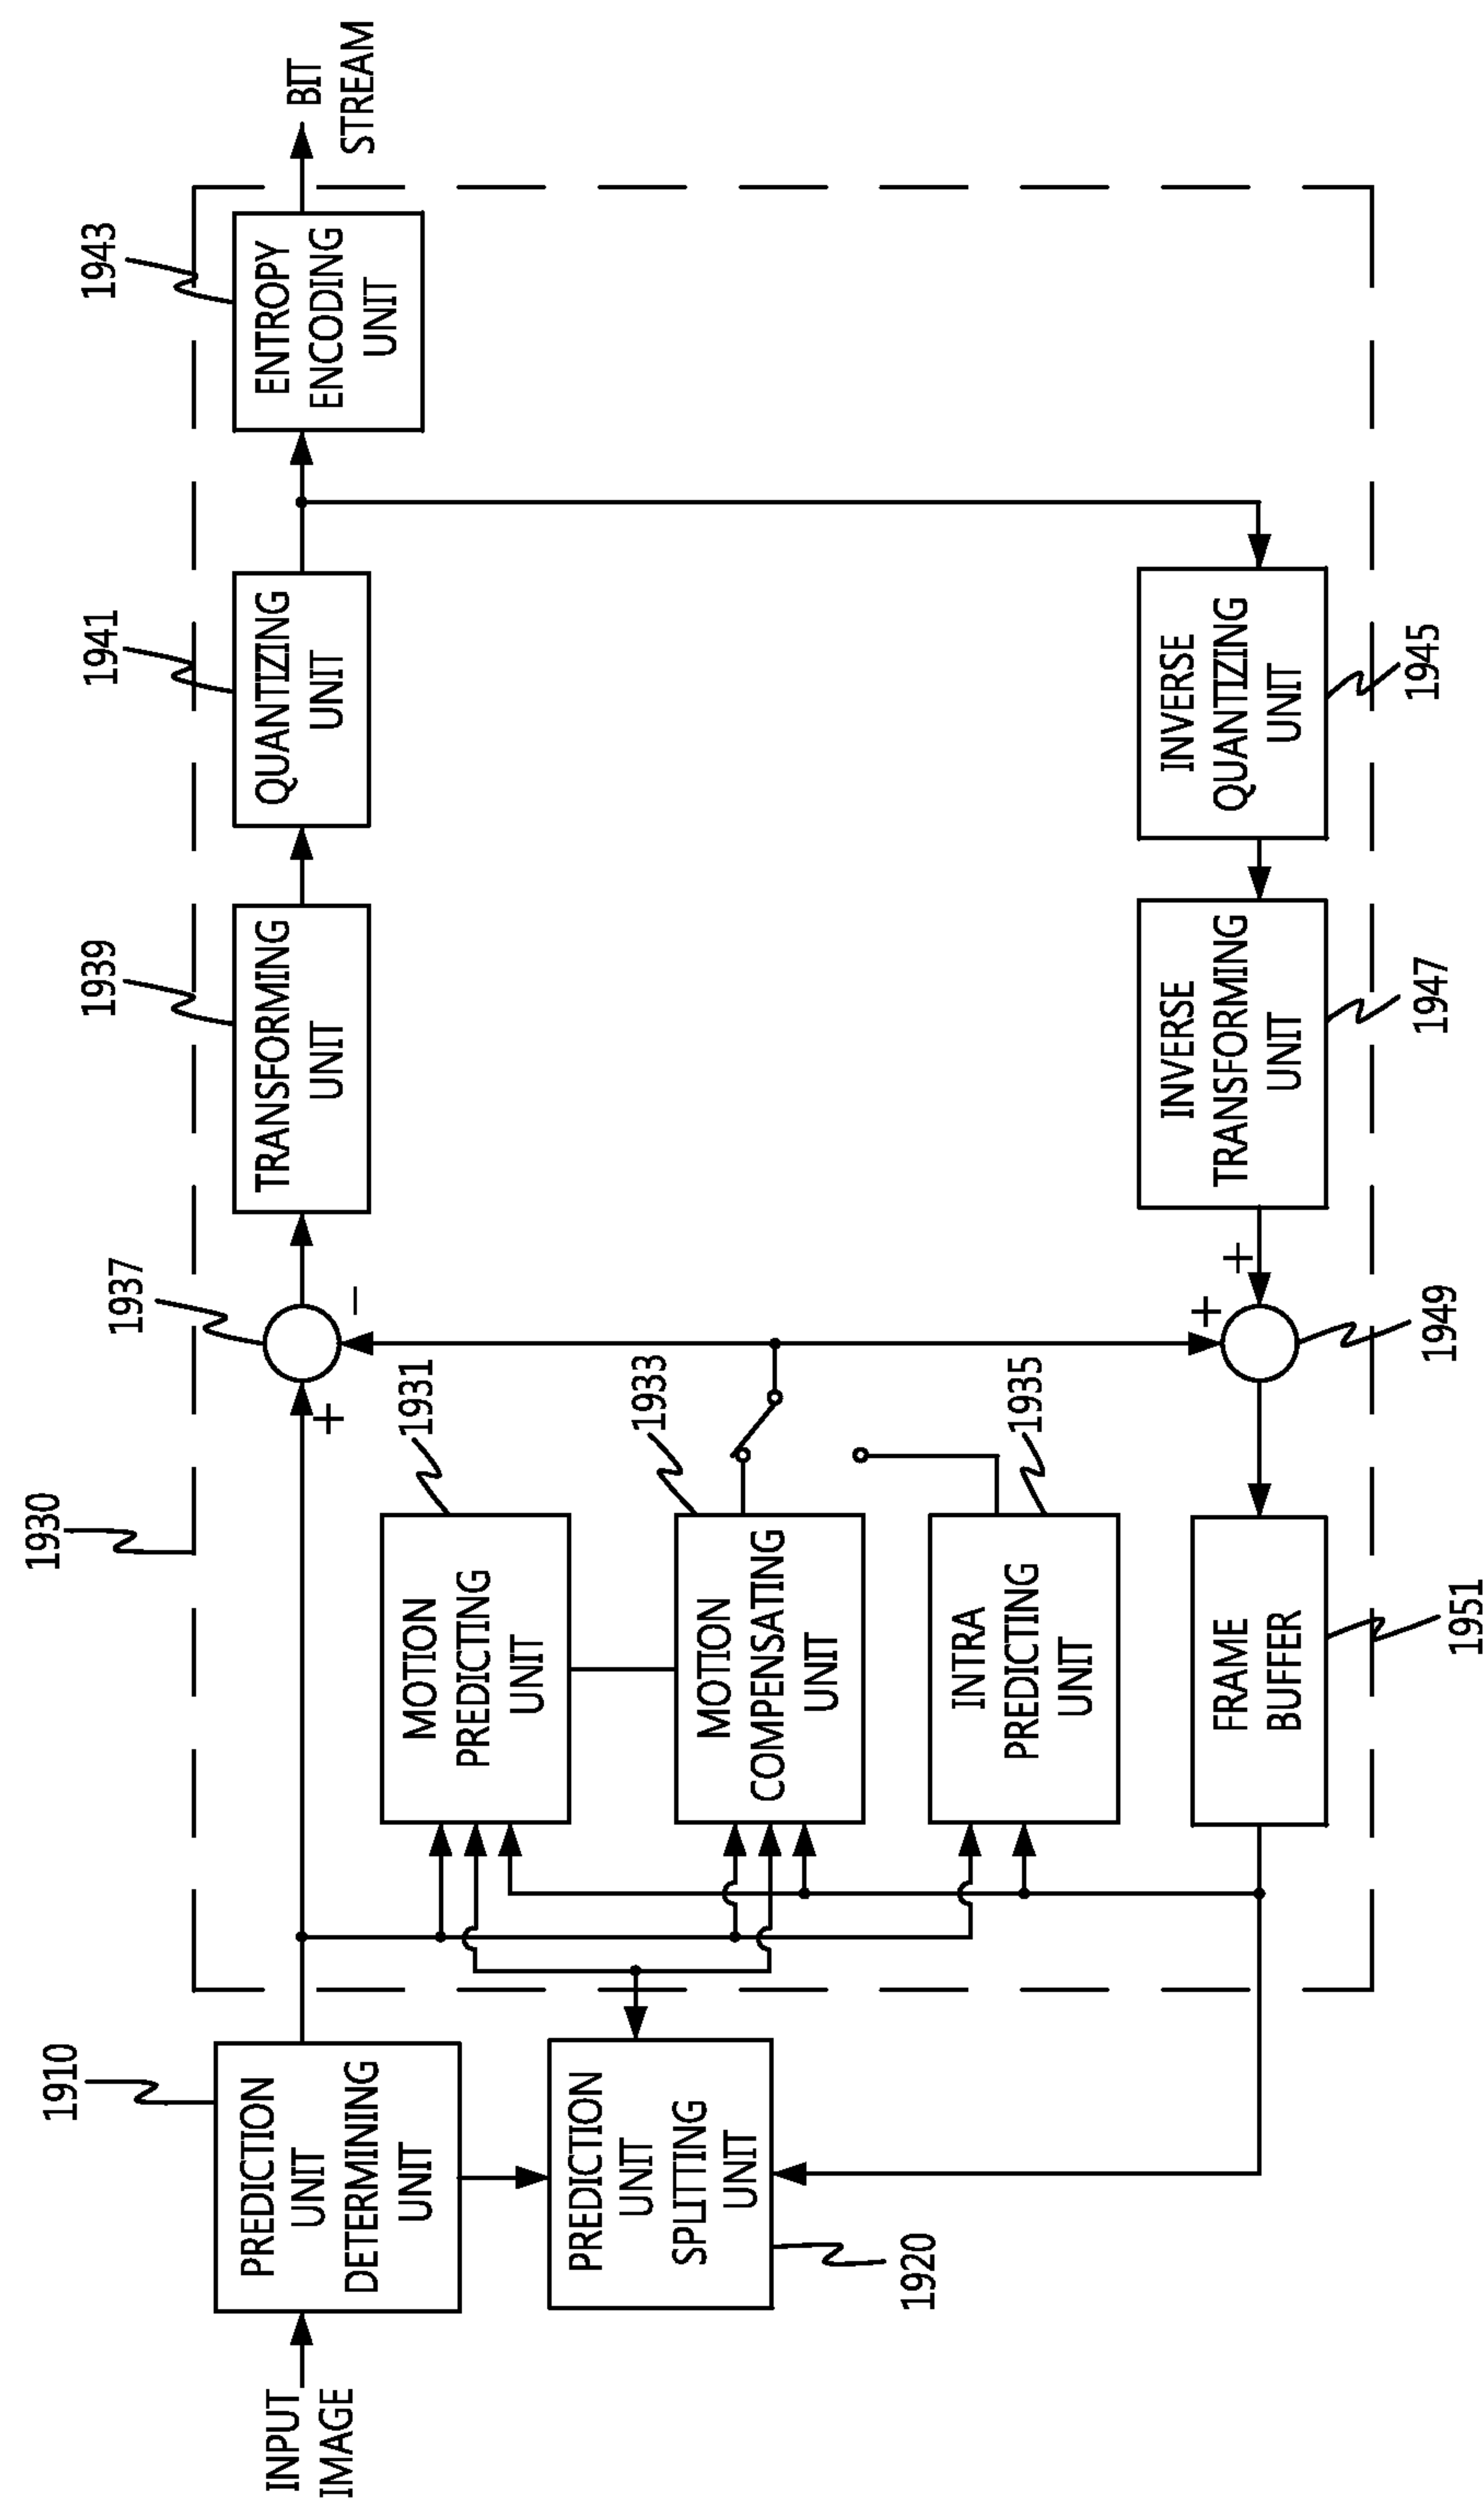 1930
1910
1937
1939
1941
1943
INPUT
IMAGE
PREDICTION
UNIT
DETERMINING
UNIT
+
−
TRANSFORMING
UNIT
QUANTIZING
UNIT
ENTROPY
ENCODING
UNIT
BIT
STREAM
1931
MOTION
PREDICTING
UNIT
PREDICTION
UNIT
SPLITTING
UNIT
1920
1933
MOTION
COMPENSATING
UNIT
1935
INTRA
PREDICTING
UNIT
FRAME
BUFFER
+
+
INVERSE
TRANSFORMING
UNIT
INVERSE
QUANTIZING
UNIT
1951
1949
1947
1945